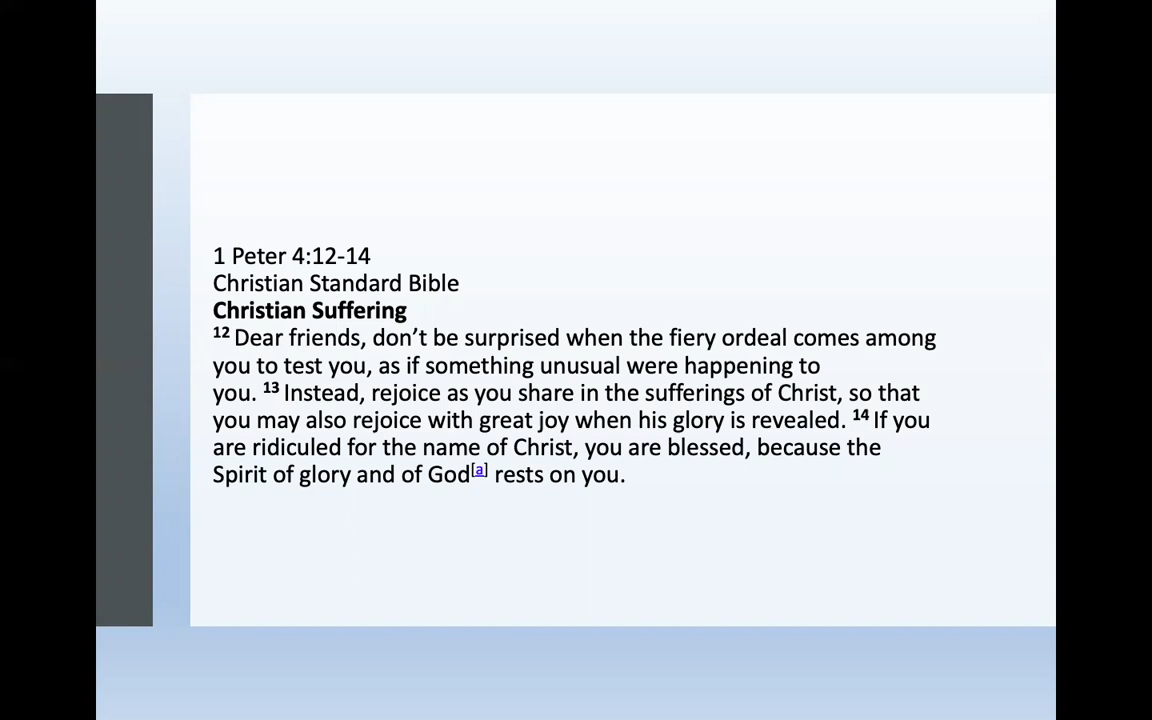 1 Peter 4:12-14
Christian Standard Bible
Christian Suffering
12 Dear friends, don’t be surprised when the fiery ordeal comes among
you to test you, as if something unusual were happening to
you. 13 Instead, rejoice as you share in the sufferings of Christ, so that
you may also rejoice with great joy when his glory is revealed. 14 If you
are ridiculed for the name of Christ, you are blessed, because the
Spirit of glory and of God[a] rests on you.